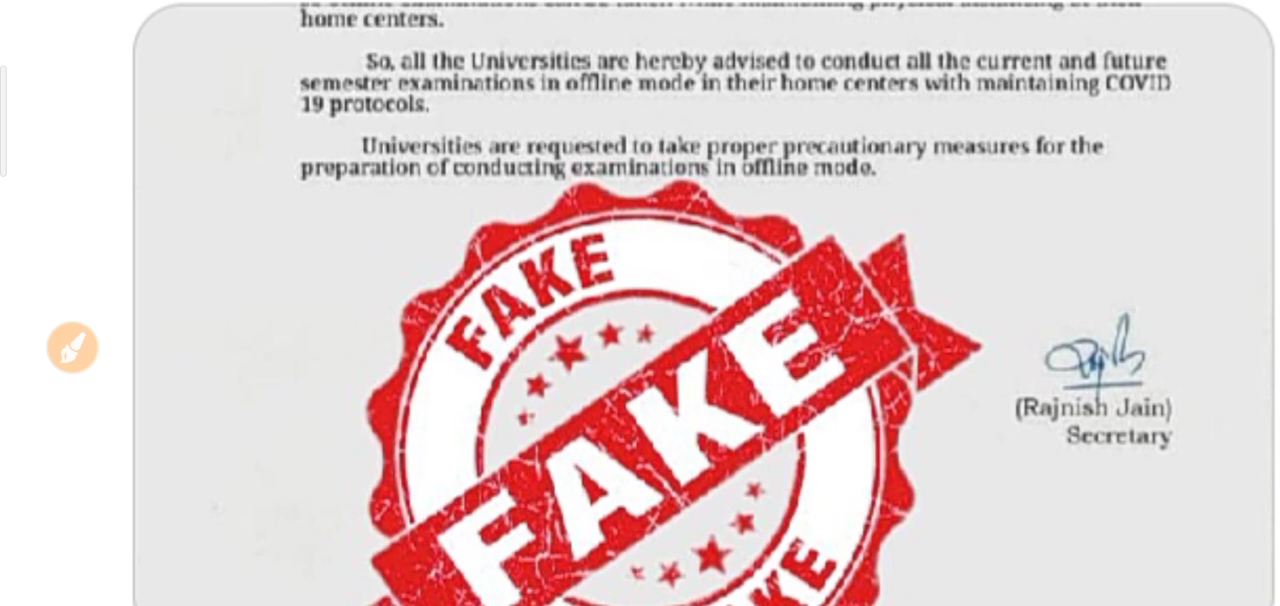 home centers.
So, all the Universities are hereby advised to conduct all the current and future
semester examinations in offline mode in their home centers with maintaining COVID
19 protocols.
Universities are requested to take proper precautionary measures for the
preparation of conducting examinations in offline mode.
FAKE
FAKE
(Rajnish Jain)
Secretary